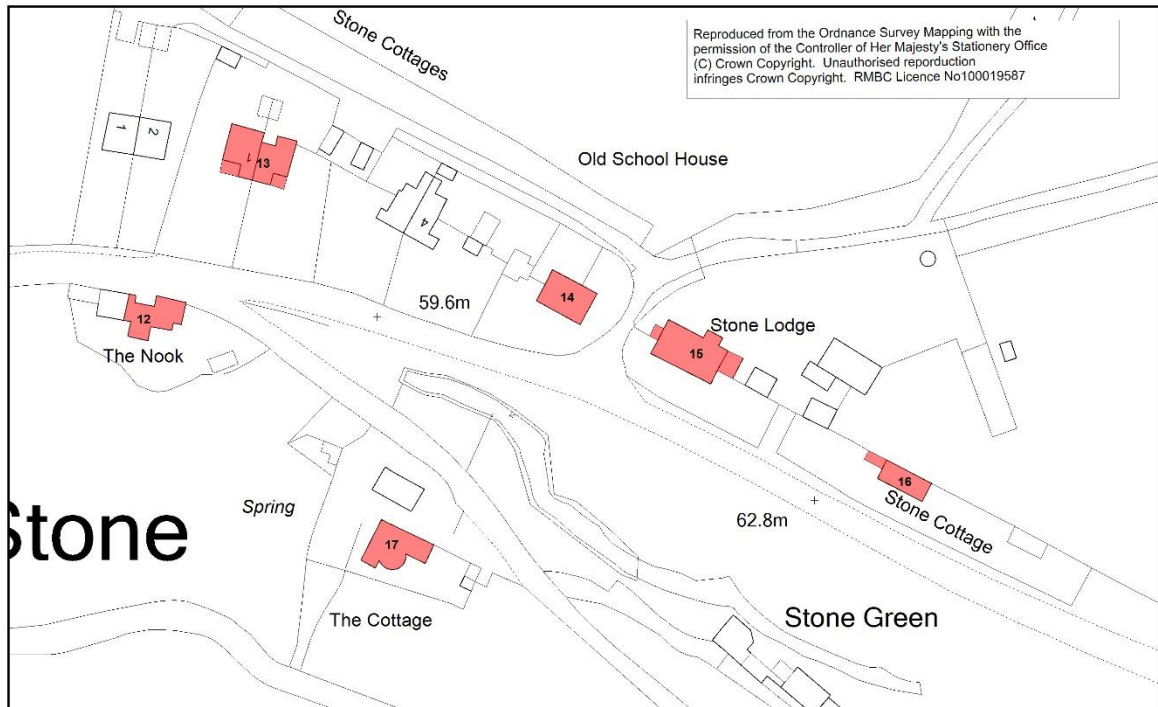 Reproduced from the Ordnance Survey Mapping with the
permission of the Controller of Her Majesty's Stationery Office
(C) Crown Copyright. Unauthorised reporduction
infringes Crown Copyright. RMBC Licence No100019587
Stone Cottages
1
2
1
13
Old School House
4
14
59.6m
12
The Nook
Stone Lodge
15
16
Stone Cottage
Spring
Stone
62.8m
17
The Cottage
Stone Green